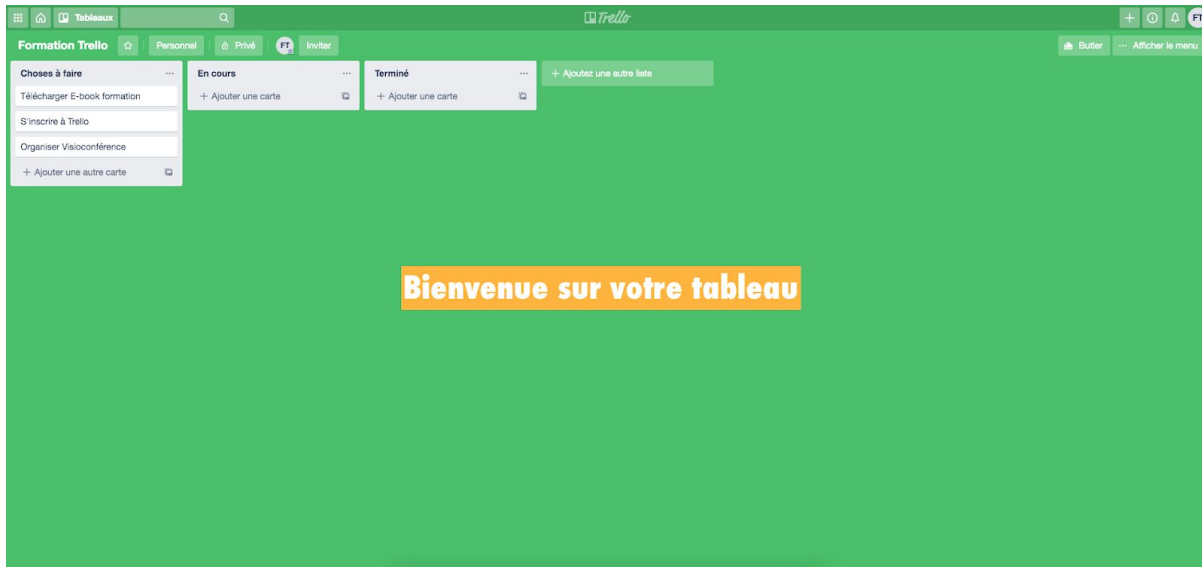 Tableaux
Trello
FT
Formation Trello
Personnel
Privé
FT
Inviter
Butler
... Afficher le menu
Choses à faire
...
Télécharger E-book formation
S'inscrire à Trello
Organiser Visioconférence
+ Ajouter une autre carte
En cours
...
+ Ajouter une carte
Terminé
...
+ Ajouter une carte
+ Ajoutez une autre liste
Bienvenue sur votre tableau